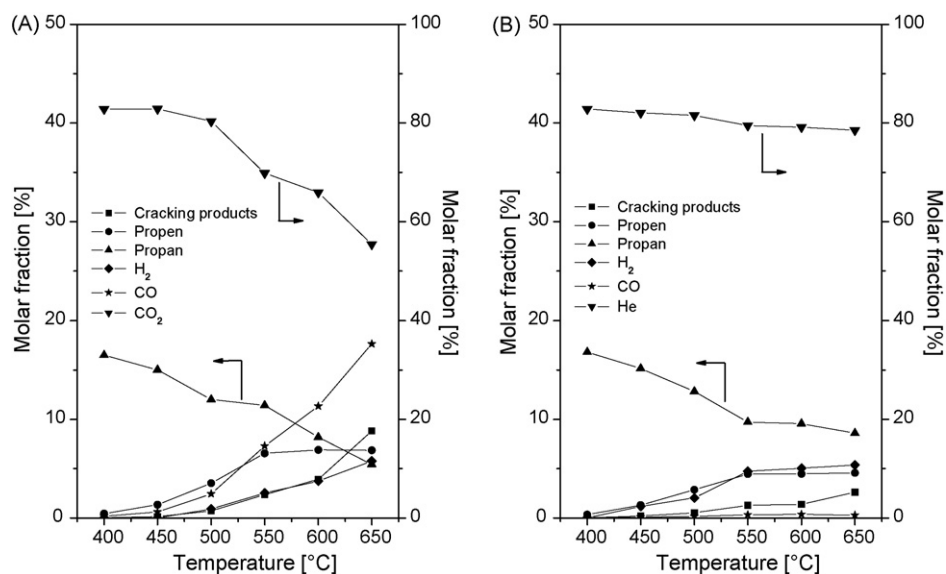 (A)
50
40
30
20
10
0
Molar fraction [%]
100
80
60
40
20
0
Molar fraction [%]
Cracking products
Propen
Propan
H₂
CO
CO₂
400 450 500 550 600 650
Temperature [°C]
(B)
50
40
30
20
10
0
Molar fraction [%]
100
80
60
40
20
0
Molar fraction [%]
Cracking products
Propen
Propan
H₂
CO
He
400 450 500 550 600 650
Temperature [°C]